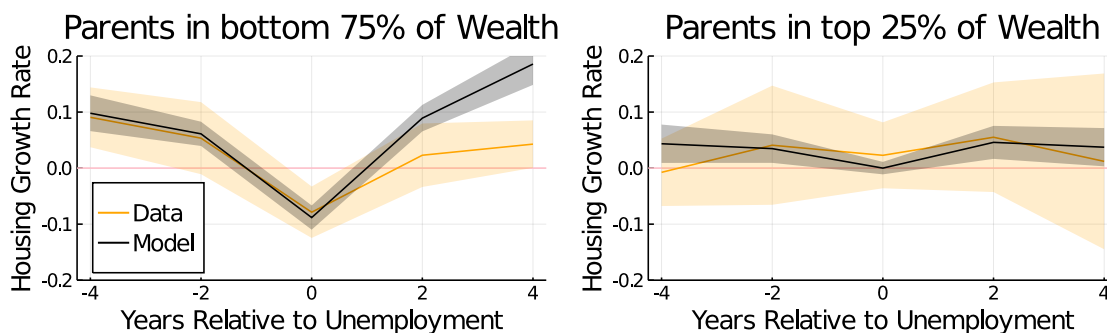 Parents in bottom 75% of Wealth
Housing Growth Rate
0.2
0.1
0.0
-0.1
-0.2
Data
Model
-4
-2
0
2
4
Years Relative to Unemployment
Parents in top 25% of Wealth
Housing Growth Rate
0.2
0.1
0.0
-0.1
-0.2
-4
-2
0
2
4
Years Relative to Unemployment